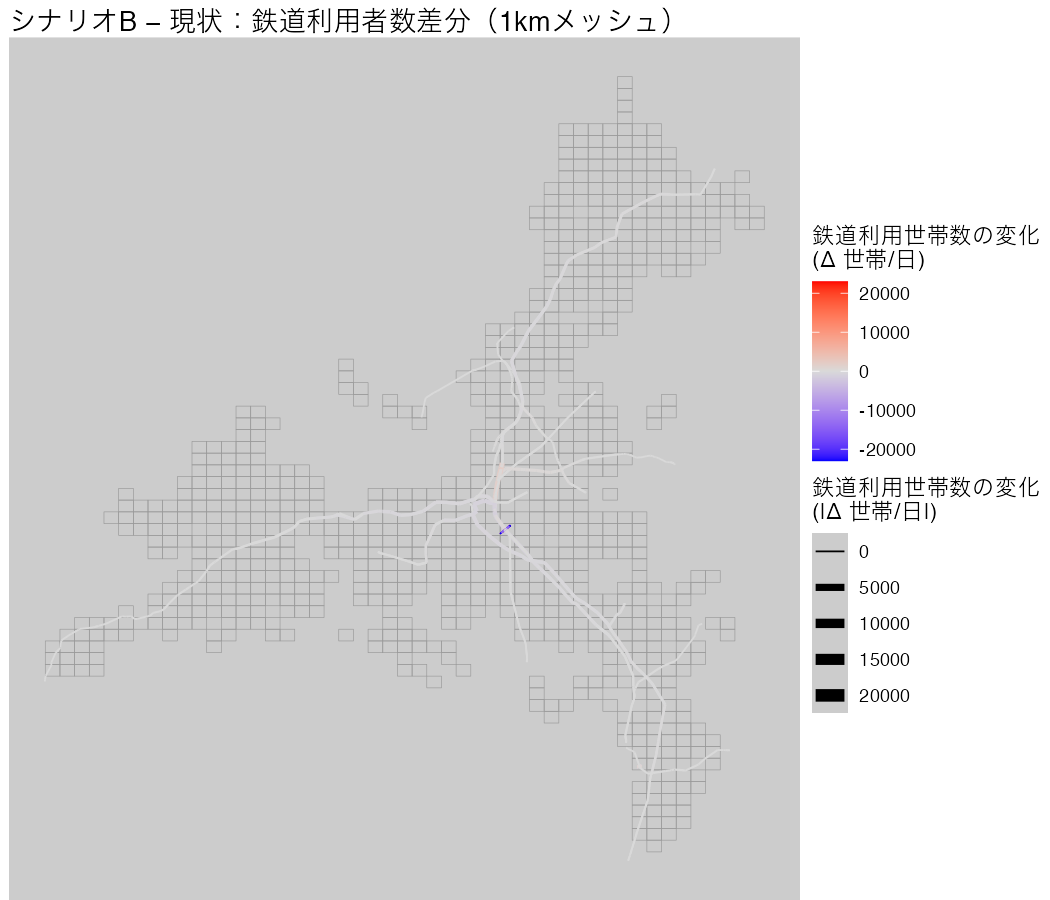 シナリオB – 現状：鉄道利用者数差分（1kmメッシュ）
鉄道利用世帯数の変化
(Δ 世帯/日)
20000
10000
0
-10000
-20000
鉄道利用世帯数の変化
(|Δ 世帯/日|)
0
5000
10000
15000
20000